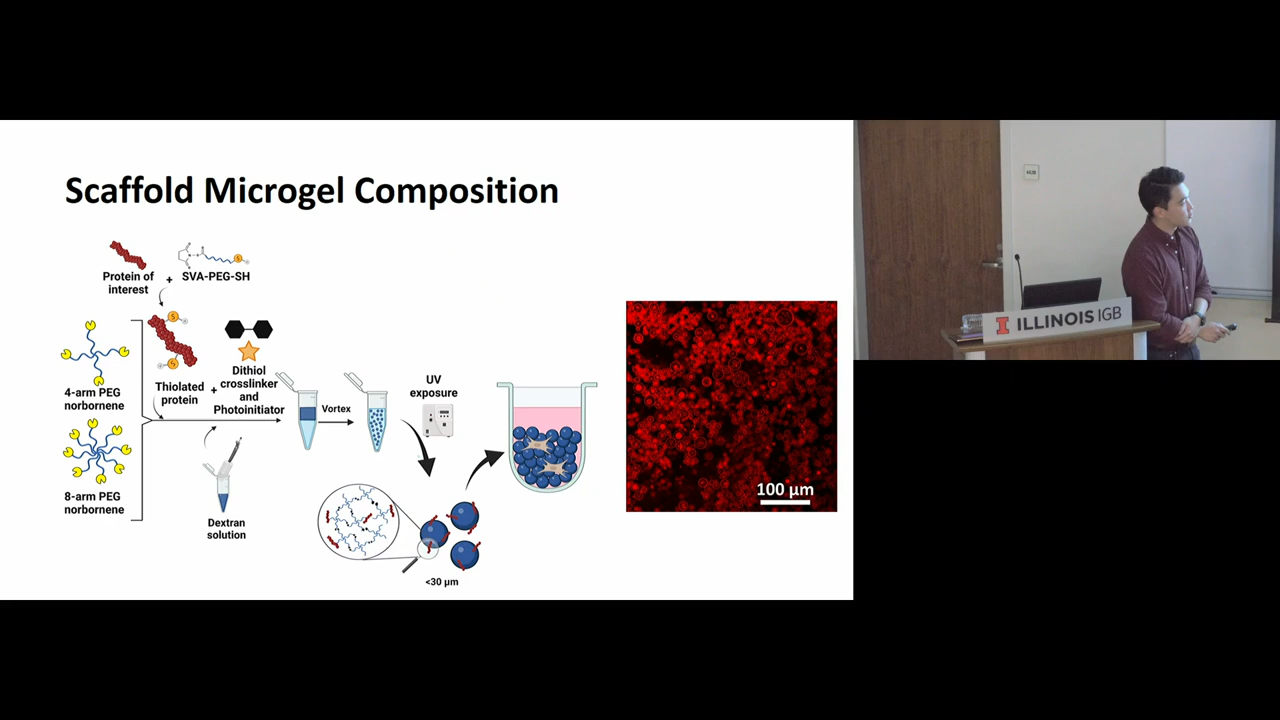 Scaffold Microgel Composition
Protein of
interest
+
SVA-PEG-SH
S
S
4-arm PEG
norbornene
8-arm PEG
norbornene
Thiolated
protein
+
Dithiol
crosslinker
and
Photoinitiator
Dextran
solution
Vortex
UV
exposure
<30 µm
100 µm
I ILLINOIS IGB